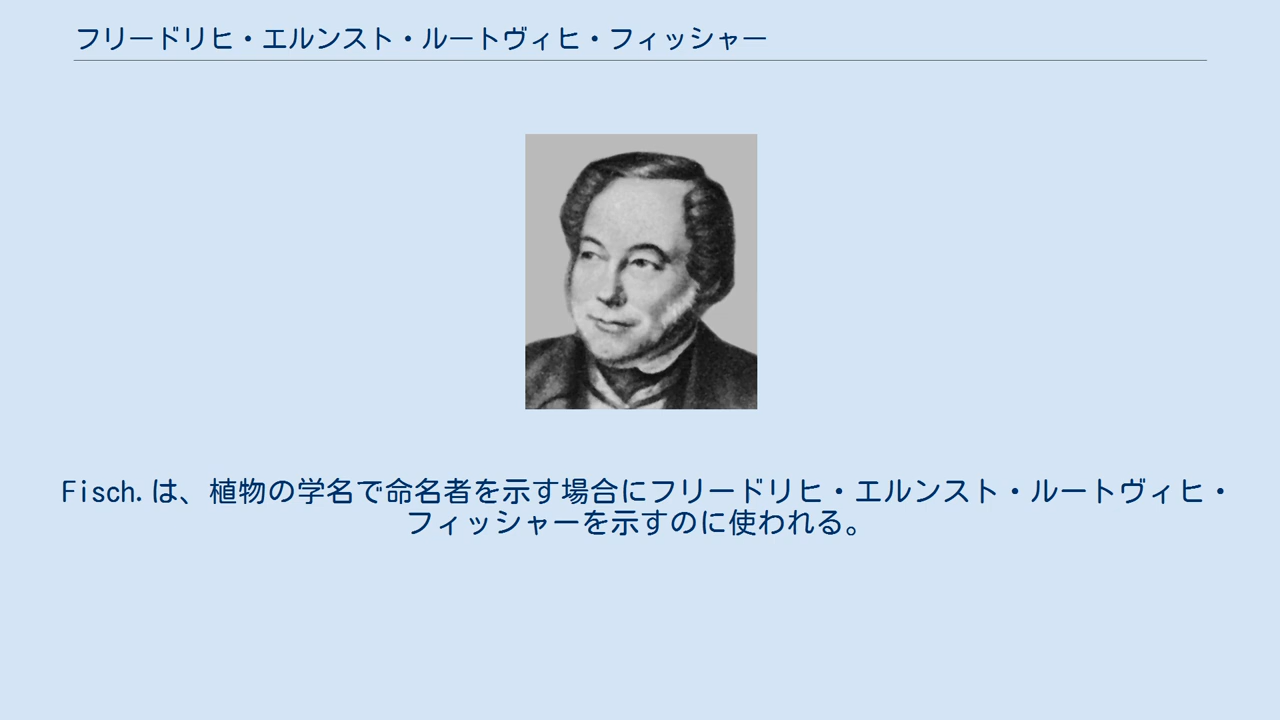 フリードリヒ・エルンスト・ルートヴィヒ・フィッシャー
Fisch.は、植物の学名で命名者を示す場合にフリードリヒ・エルンスト・ルートヴィヒ・
フィッシャーを示すのに使われる。